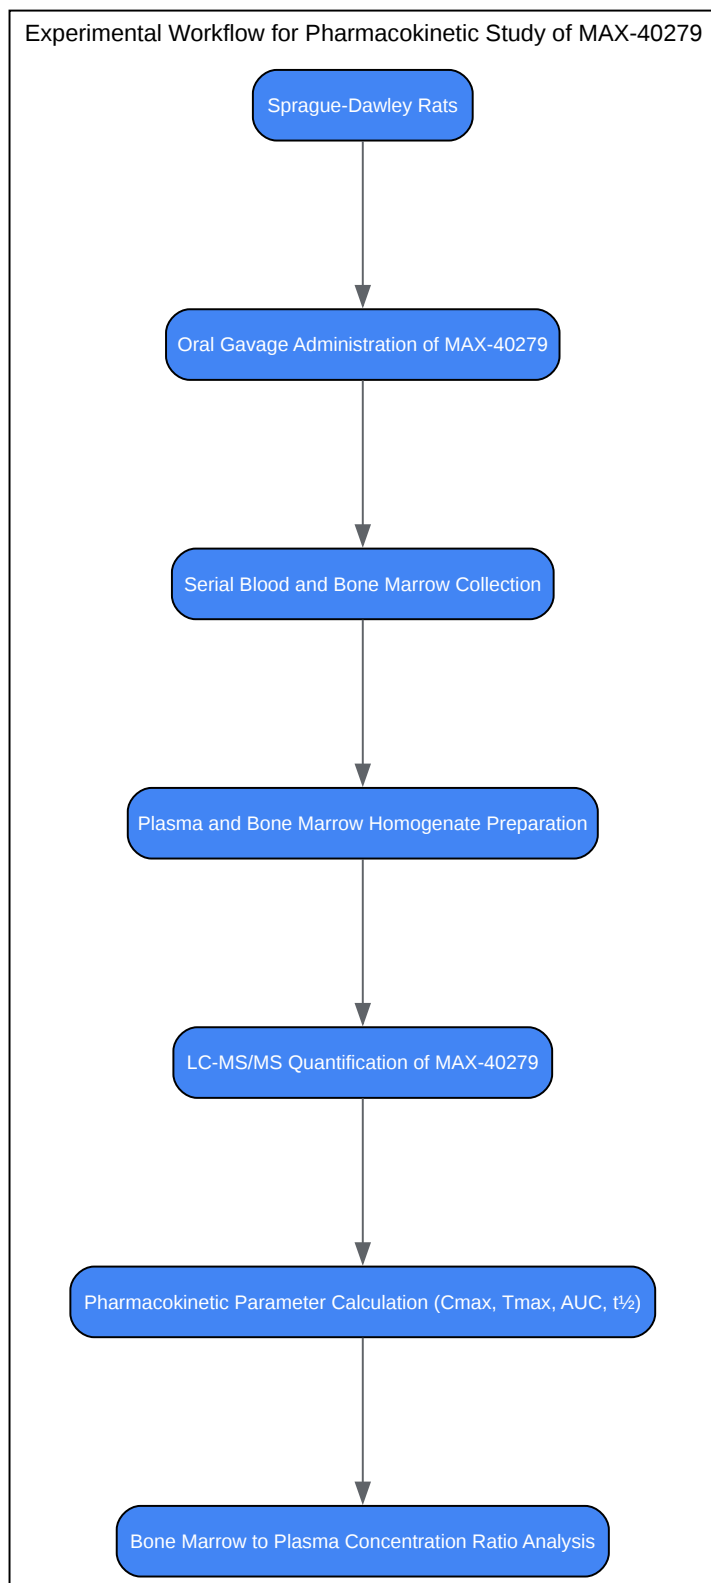 Experimental Workflow for Pharmacokinetic Study of MAX-40279
Sprague-Dawley Rats
Oral Gavage Administration of MAX-40279
Serial Blood and Bone Marrow Collection
Plasma and Bone Marrow Homogenate Preparation
LC-MS/MS Quantification of MAX-40279
Pharmacokinetic Parameter Calculation (Cmax, Tmax, AUC, t½)
Bone Marrow to Plasma Concentration Ratio Analysis